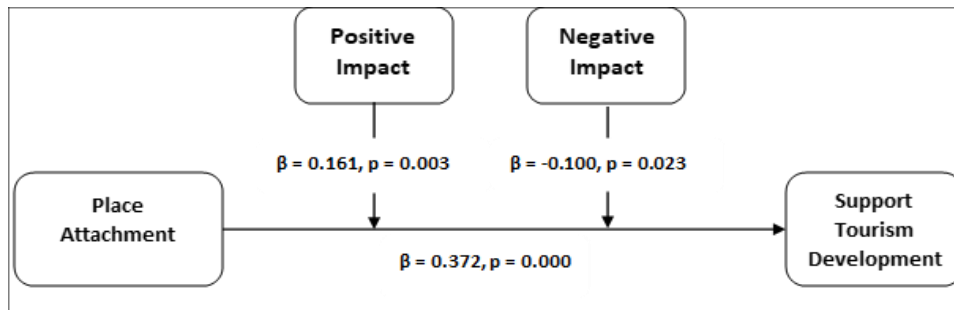 Positive
Impact
Negative
Impact
β = 0.161, p = 0.003
β = -0.100, p = 0.023
Place
Attachment
Support
Tourism
Development
β = 0.372, p = 0.000